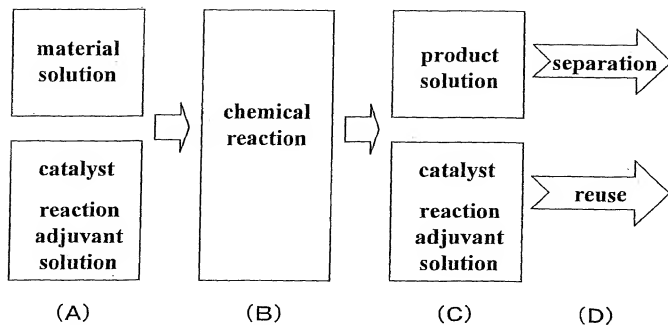 material
solution
catalyst
reaction
adjuvant
solution
chemical
reaction
product
solution
catalyst
reaction
adjuvant
solution
separation
reuse
(A)
(B)
(C)
(D)